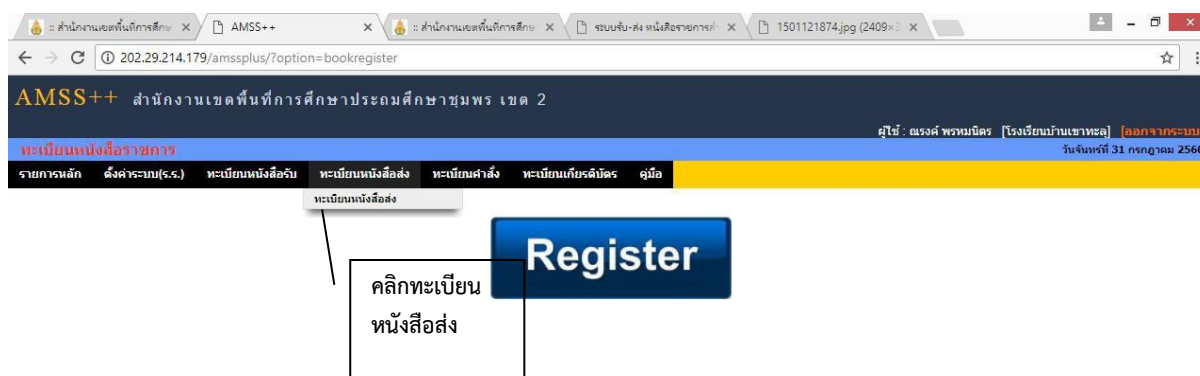 :: สำนักงานเขตพื้นที่การศึกษ
AMSS++
:: สำนักงานเขตพื้นที่การศึกษ
ระบบรับ-ส่ง หนังสือราชการสำ
1501121874.jpg (2409×3
202.29.214.179/amssplus/?option=bookregister
AMSS++ สำนักงานเขตพื้นที่การศึกษาประถมศึกษาชุมพร เขต 2
ผู้ใช้ : ณรงค์ พรหมนิตร [โรงเรียนบ้านเขาทะลุ] [ออกจากระบบ
ทะเบียนหนังสือราชการ
วันจันทร์ที่ 31 กรกฎาคม 2560
รายการหลัก ตั้งค่าระบบ(ร.ร.) ทะเบียนหนังสือรับ ทะเบียนหนังสือส่ง ทะเบียนคำสั่ง ทะเบียนเกียรติบัตร คู่มือ
ทะเบียนหนังสือส่ง
Register
คลิกทะเบียน
หนังสือส่ง